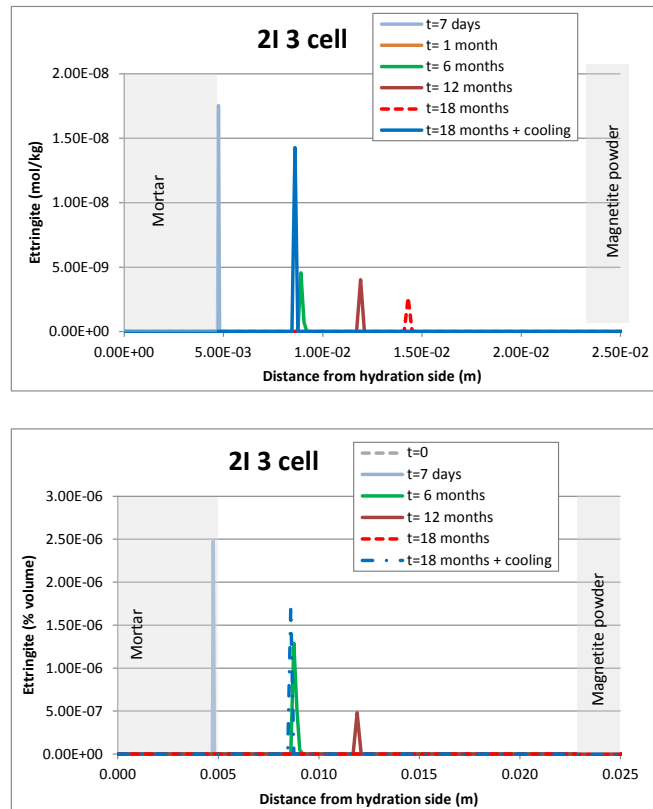 2I 3 cell
t=7 days
t= 1 month
t= 6 months
t= 12 months
t=18 months
t=18 months + cooling
2.00E-08
1.50E-08
1.00E-08
5.00E-09
0.00E+00
Ettringite (mol/kg)
Mortar
Magnetite powder
0.00E+00 5.00E-03 1.00E-02 1.50E-02 2.00E-02 2.50E-02
Distance from hydration side (m)
2I 3 cell
t=0
t=7 days
t= 6 months
t= 12 months
t=18 months
t=18 months + cooling
3.00E-06
2.50E-06
2.00E-06
1.50E-06
1.00E-06
5.00E-07
0.00E+00
Ettringite (% volume)
Mortar
Magnetite powder
0.000 0.005 0.010 0.015 0.020 0.025
Distance from hydration side (m)